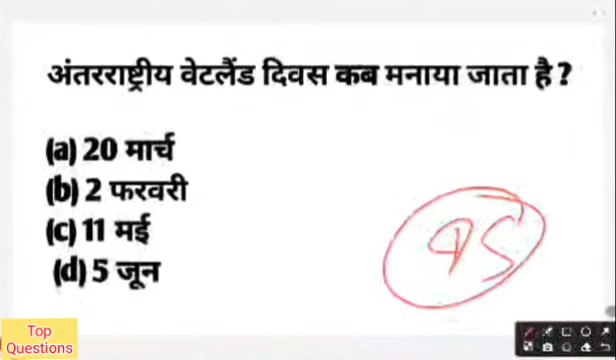 अंतरराष्ट्रीय वेटलैंड दिवस कब मनाया जाता है ?
(a) 20 मार्च
(b) 2 फरवरी
(c) 11 मई
(d) 5 जून
Top
Questions